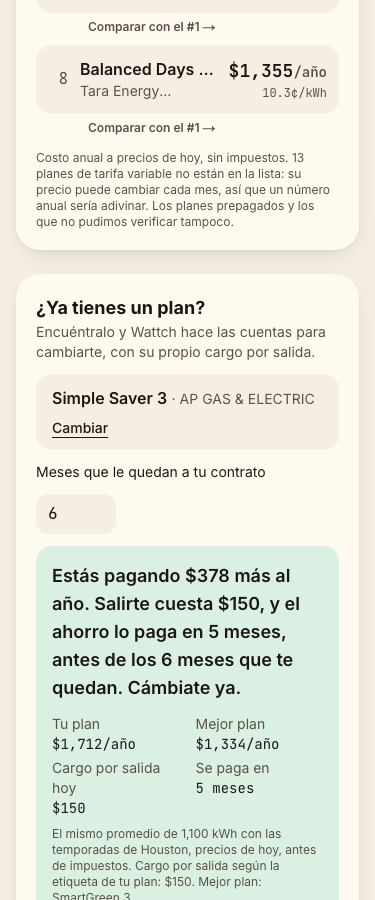 Comparar con el #1 →
8 Balanced Days ... $1,355/año
Tara Energy... 10.3¢/kWh
Comparar con el #1 →
Costo anual a precios de hoy, sin impuestos. 13
planes de tarifa variable no están en la lista: su
precio puede cambiar cada mes, así que un número
anual sería adivinar. Los planes prepagados y los
que no pudimos verificar tampoco.
¿Ya tienes un plan?
Encuéntralo y Wattch hace las cuentas para
cambiarte, con su propio cargo por salida.
Simple Saver 3 · AP GAS & ELECTRIC
Cambiar
Meses que le quedan a tu contrato
6
Estás pagando $378 más al
año. Salirte cuesta $150, y el
ahorro lo paga en 5 meses,
antes de los 6 meses que te
quedan. Cámbiate ya.
Tu plan Mejor plan
$1,712/año $1,334/año
Cargo por salida Se paga en
hoy 5 meses
$150
El mismo promedio de 1,100 kWh con las
temporadas de Houston, precios de hoy, antes
de impuestos. Cargo por salida según la
etiqueta de tu plan: $150. Mejor plan:
SmartGreen 3